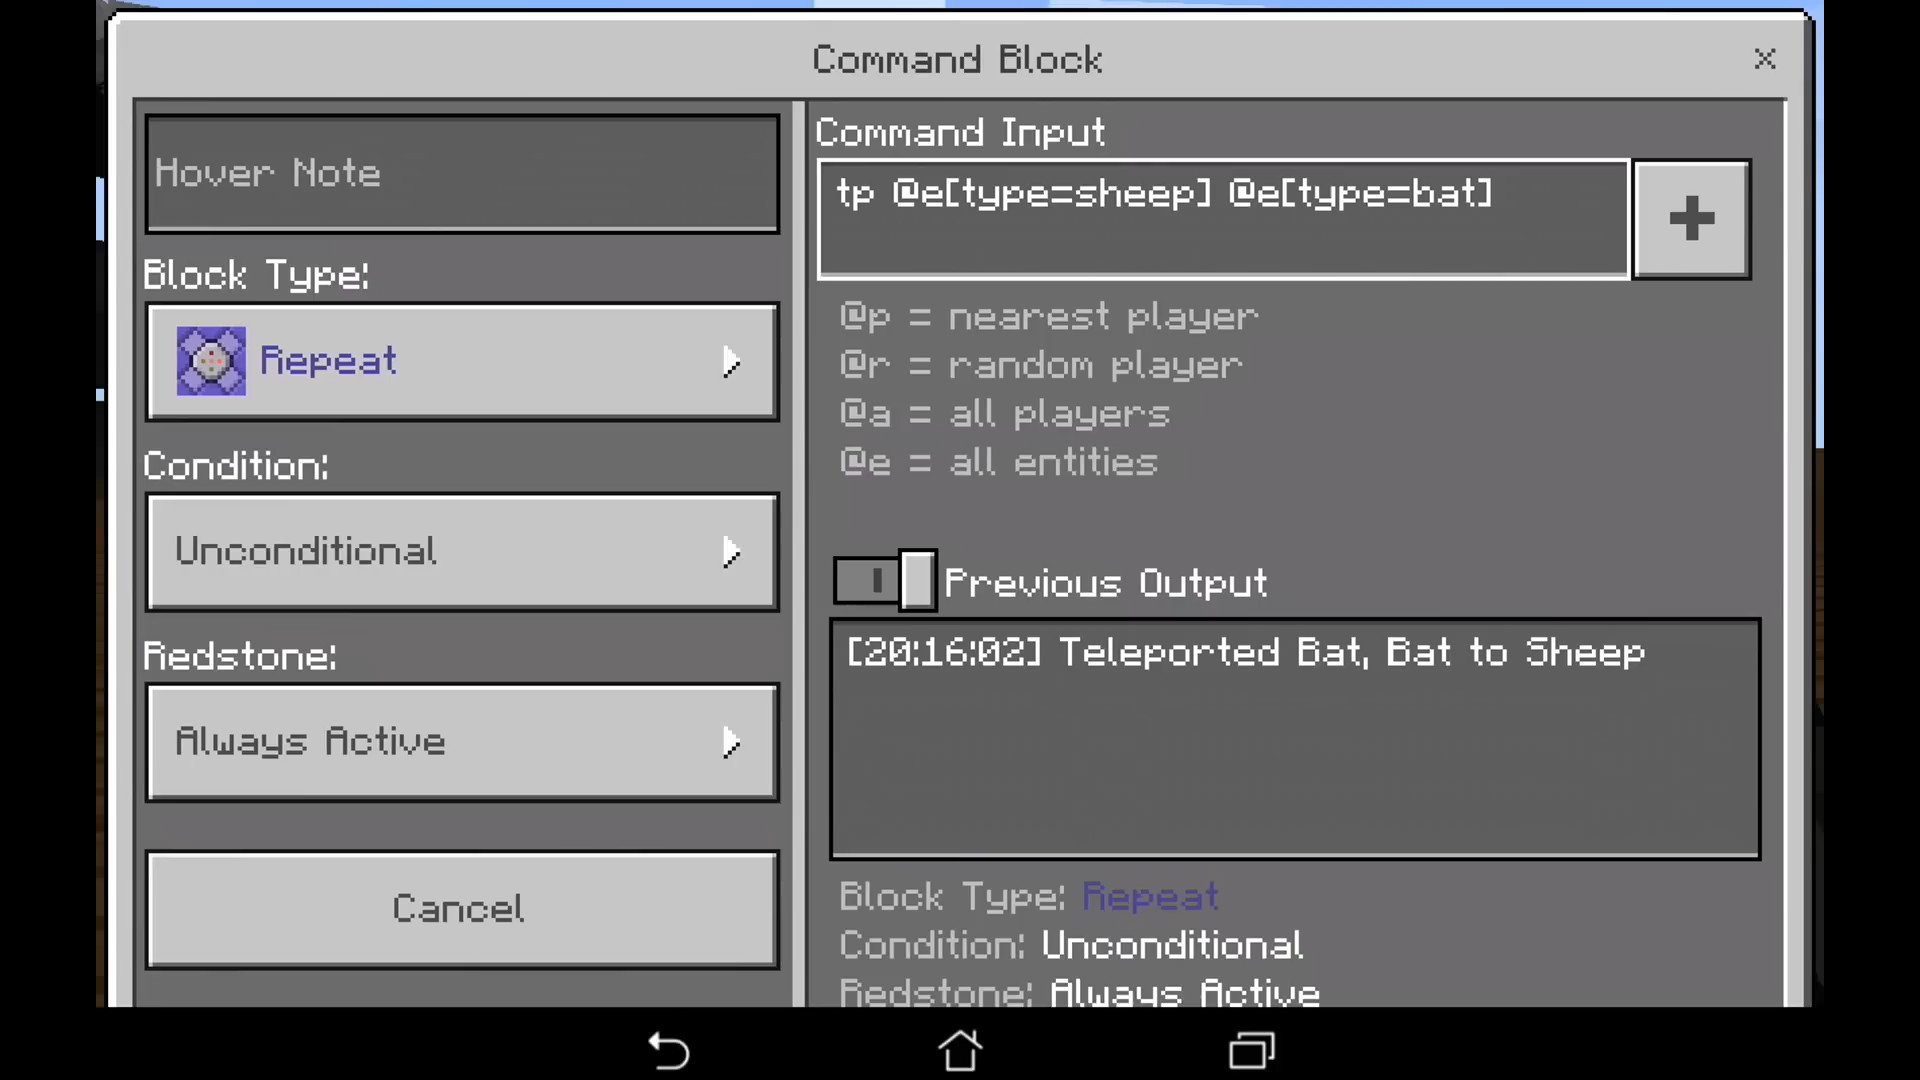 Command Block
Hover Note
Block Type:
Repeat
Condition:
Unconditional
Redstone:
Always Active
Cancel
Command Input
tp @e[type=sheep] @e[type=bat]
@p = nearest player
@r = random player
@a = all players
@e = all entities
Previous Output
[20:16:02] Teleported Bat, Bat to Sheep
Block Type: Repeat
Condition: Unconditional
Redstone: Always Active